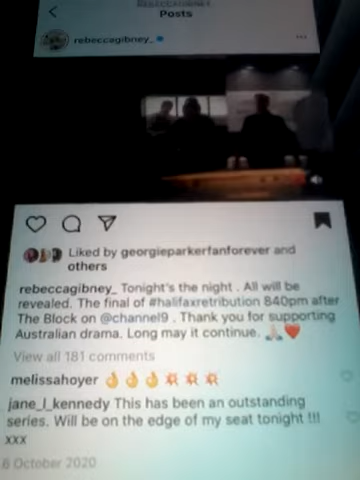 REBECCAGIBNEY
Posts
rebeccagibney_
Liked by georgieparkerfanforever and
others
rebeccagibney_ Tonight's the night . All will be
revealed. The final of #halifaxretribution 840pm after
The Block on @channel9 . Thank you for supporting
Australian drama. Long may it continue. 🙏🏻❤️
View all 181 comments
melissahoyer 👌👌👌💥💥💥
jane_l_kennedy This has been an outstanding
series. Will be on the edge of my seat tonight !!!
xxx
6 October 2020